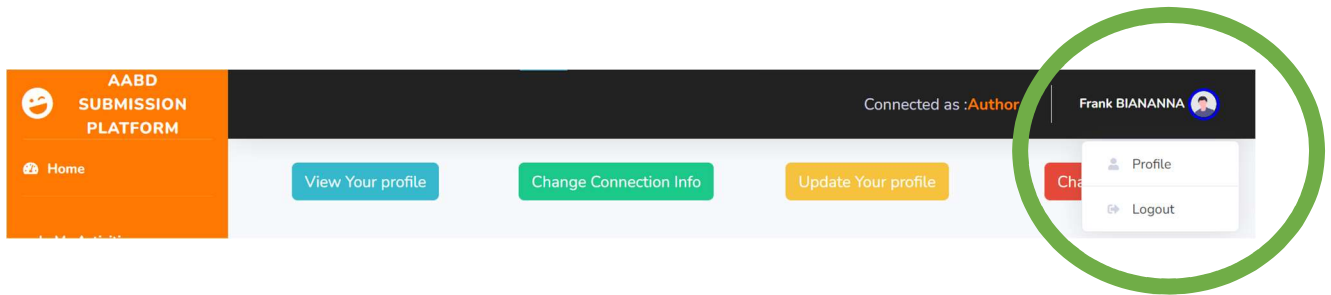 AABD
SUBMISSION
PLATFORM
Connected as :Author
Frank BIANANNA
Home
View Your profile
Change Connection Info
Update Your profile
Cha
Profile
Logout